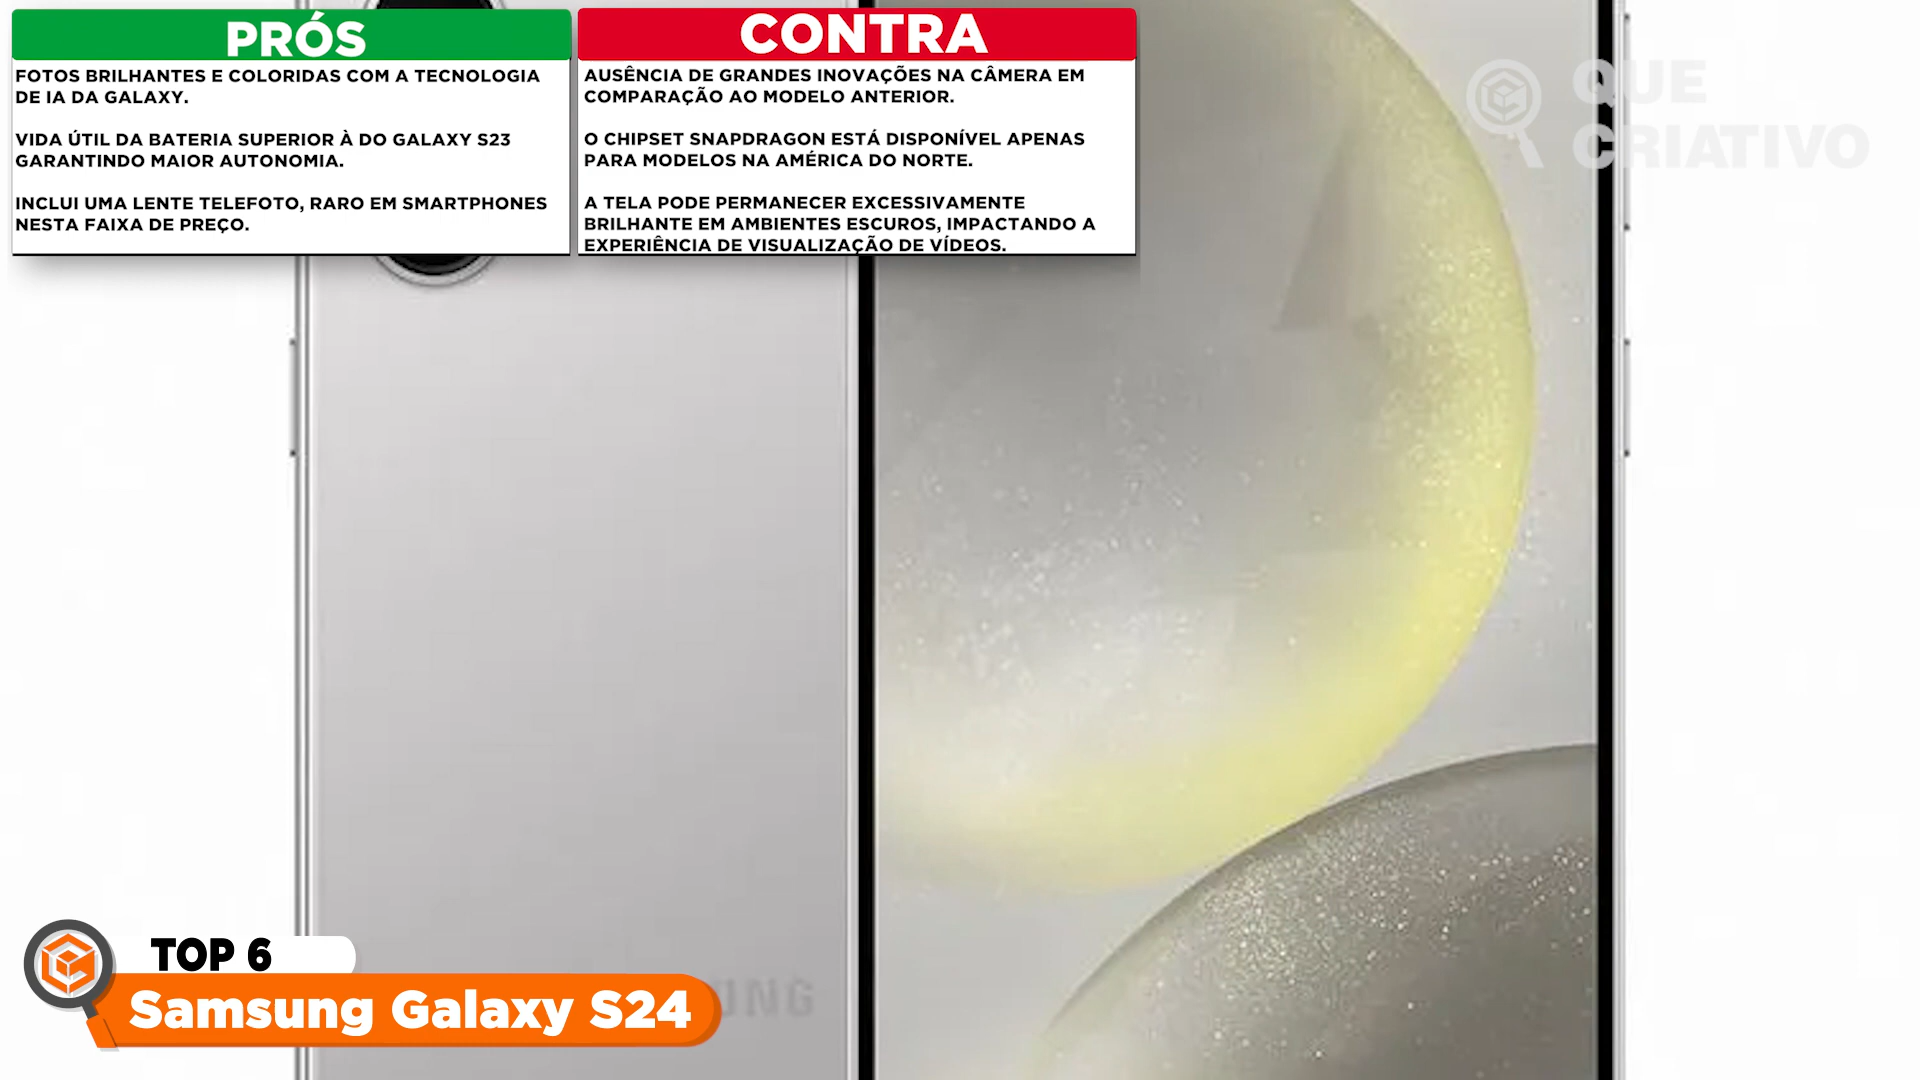 PRÓS
FOTOS BRILHANTES E COLORIDAS COM A TECNOLOGIA
DE IA DA GALAXY.
VIDA ÚTIL DA BATERIA SUPERIOR À DO GALAXY S23
GARANTINDO MAIOR AUTONOMIA.
INCLUI UMA LENTE TELEFOTO, RARO EM SMARTPHONES
NESTA FAIXA DE PREÇO.
CONTRA
AUSÊNCIA DE GRANDES INOVAÇÕES NA CÂMERA EM
COMPARAÇÃO AO MODELO ANTERIOR.
O CHIPSET SNAPDRAGON ESTÁ DISPONÍVEL APENAS
PARA MODELOS NA AMÉRICA DO NORTE.
A TELA PODE PERMANECER EXCESSIVAMENTE
BRILHANTE EM AMBIENTES ESCUROS, IMPACTANDO A
EXPERIÊNCIA DE VISUALIZAÇÃO DE VÍDEOS.
QUE
CRIATIVO
TOP 6
Samsung Galaxy S24